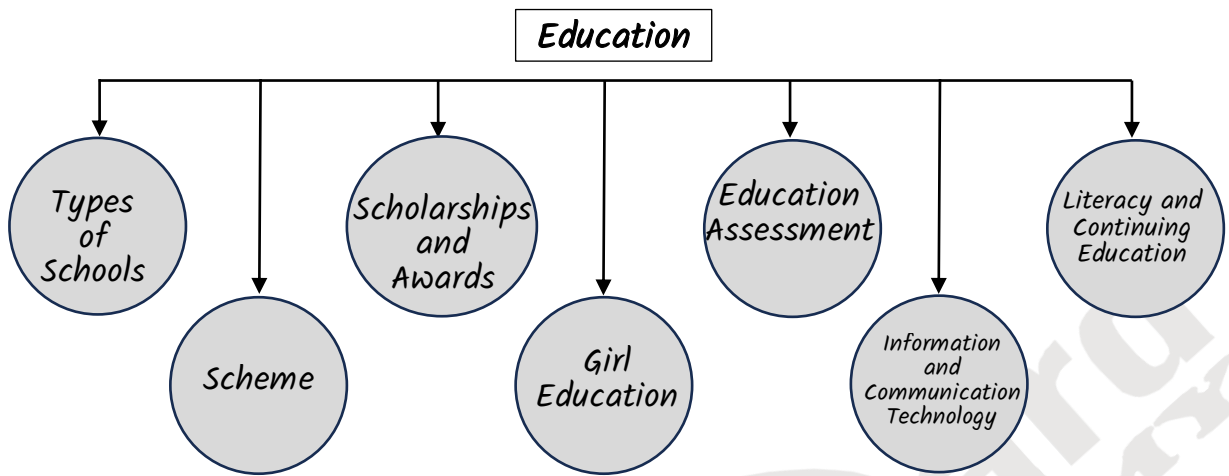 Education
Types
of
Schools
Scheme
Scholarships
and
Awards
Girl
Education
Education
Assessment
Information
and
Communication
Technology
Literacy and
Continuing
Education